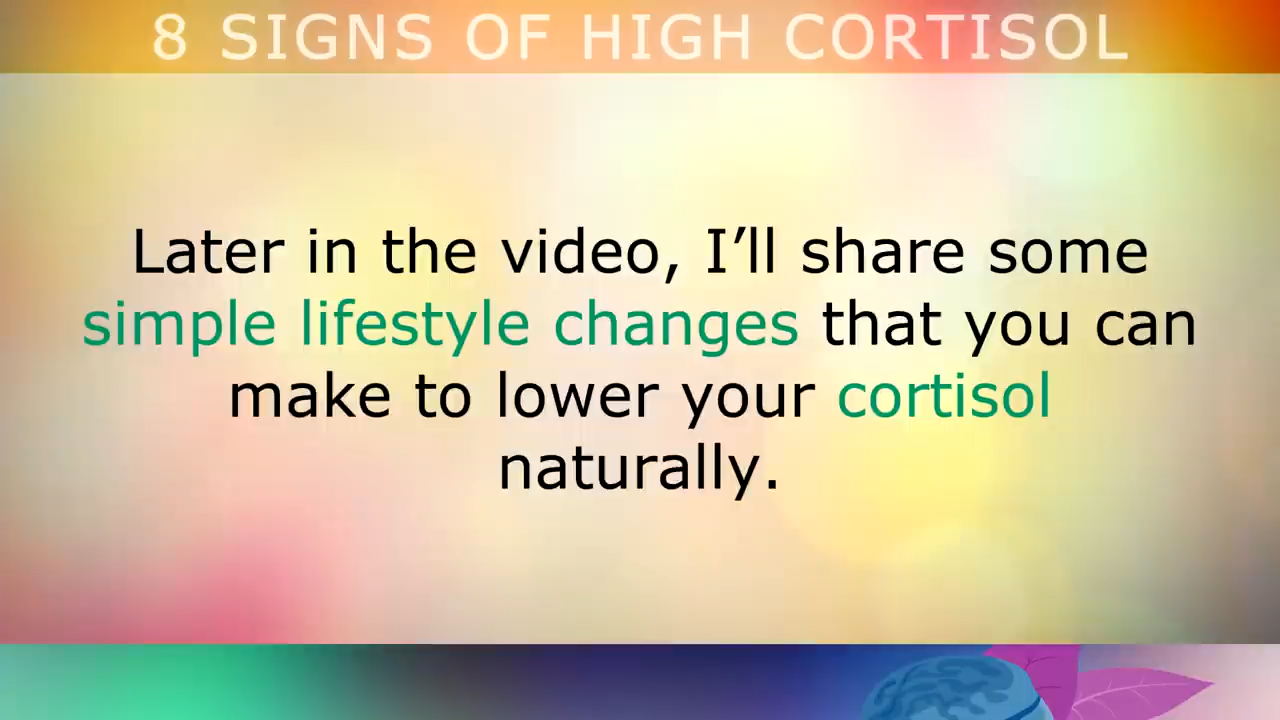 8 SIGNS OF HIGH CORTISOL
Later in the video, I’ll share some
simple lifestyle changes that you can
make to lower your cortisol
naturally.